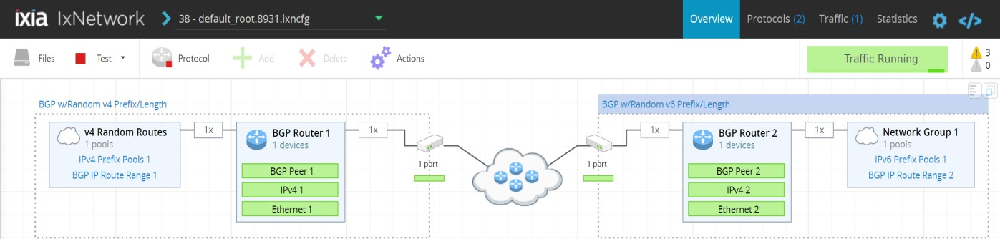 ixia IxNetwork 38 - default_root.8931.ixncfg Overview Protocols (2) Traffic (1) Statistics
Files Test Protocol Add Delete Actions Traffic Running 3
0
BGP w/Random v4 Prefix/Length BGP w/Random v6 Prefix/Length
v4 Random Routes 1x BGP Router 1 1x 1x BGP Router 2 1x Network Group 1
1 pools 1 devices 1 devices 1 pools
IPv4 Prefix Pools 1 IPv6 Prefix Pools 1
1 port 1 port
BGP IP Route Range 1 BGP Peer 1 BGP Peer 2 BGP IP Route Range 2
IPv4 1 IPv4 2
Ethernet 1 Ethernet 2